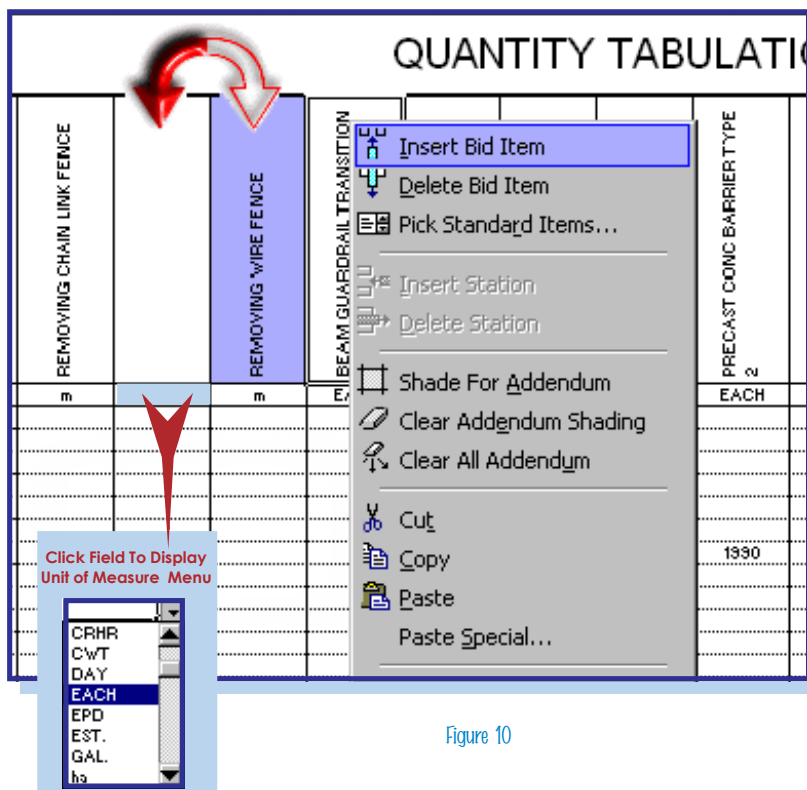 QUANTITY TABULATI
REMOVING CHAIN LINK FENCE
REMOVING WIRE FENCE
BEAM GUARDRAIL TRANSITION
PRECAST CONC BAIRRIER TYPE
2
Insert Bid Item
Delete Bid Item
Pick Standard Items...
Insert Station
Delete Station
Shade For Addendum
Clear Addendum Shading
Clear All Addendum
Cut
Copy
Paste
Paste Special...
m
m
EACH
1990
Click Field To Display
Unit of Measure Menu
CRHR
CWT
DAY
EACH
EPD
EST.
GAL.
ha
Figure 10